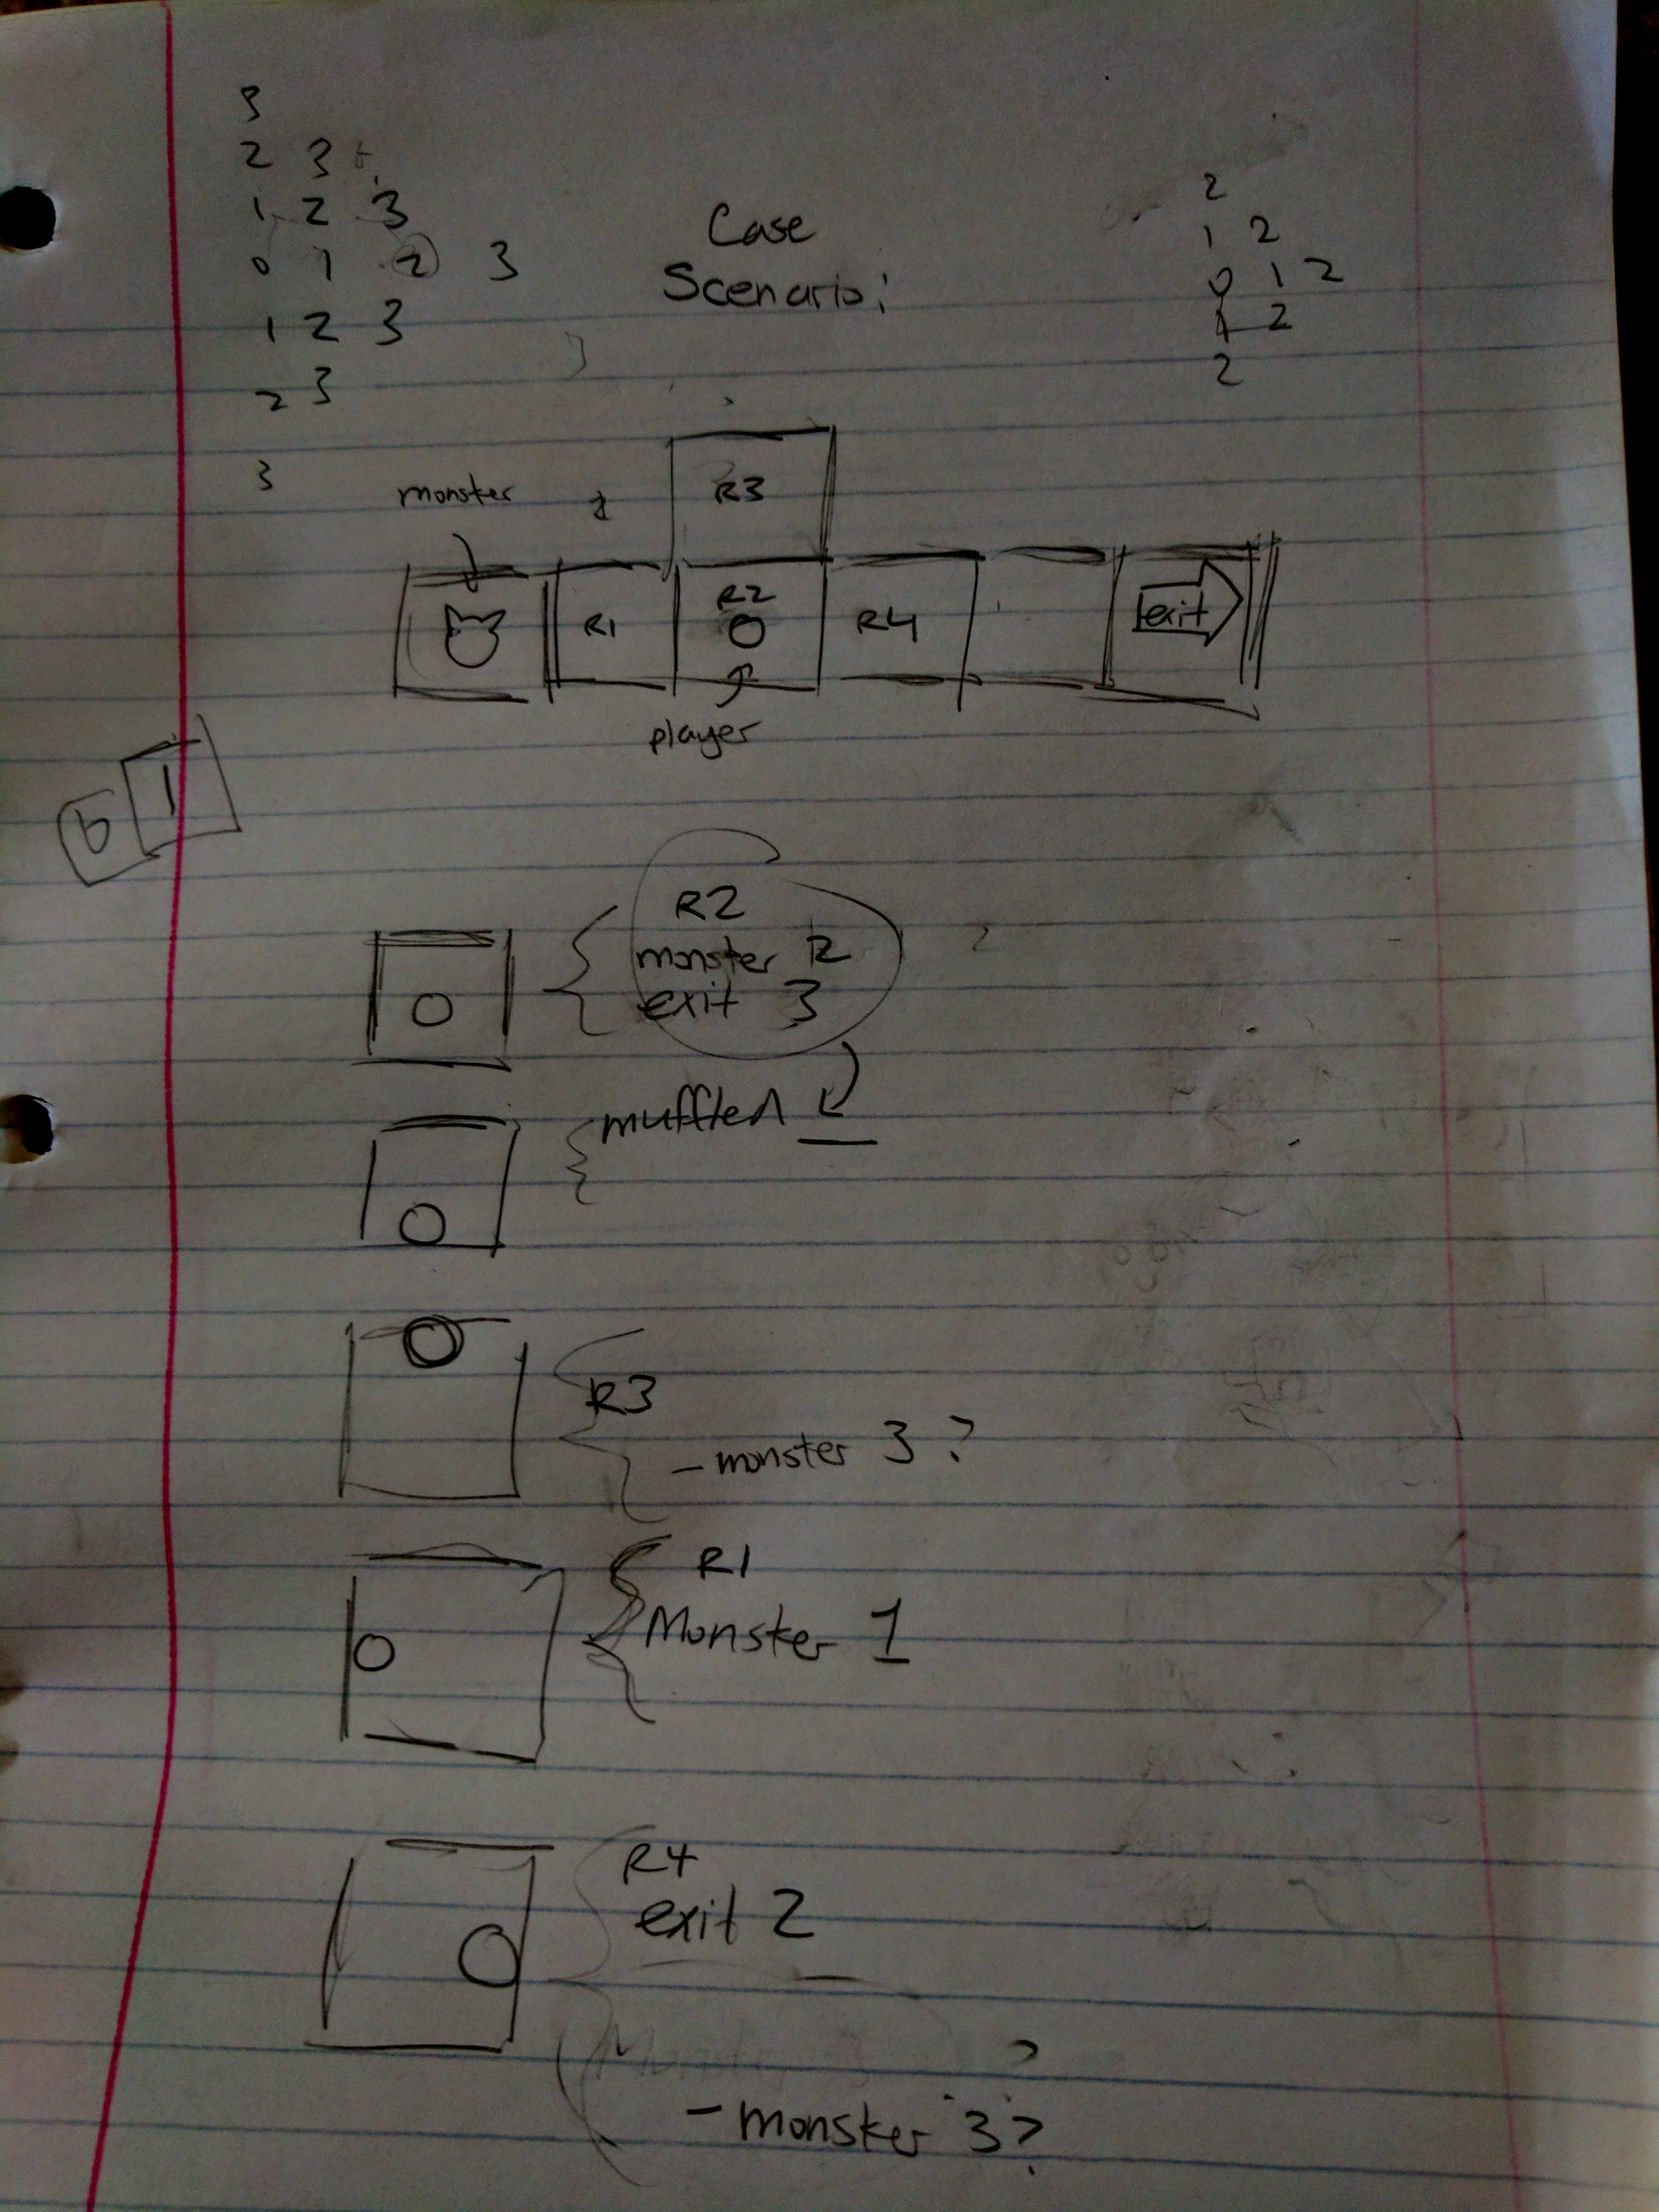 3
2 3
1 2 3
0 1 2 3
1 2 3
2 3
3
Case
Scenario:
2
1 2
0 1 2
1 2
2
monster
R3
R1
R2
R4
exit
player
1
R2
monster 2
exit 3
muffled
R3
- monster 3 ?
R1
Monster 1
R4
exit 2
- monster 3?